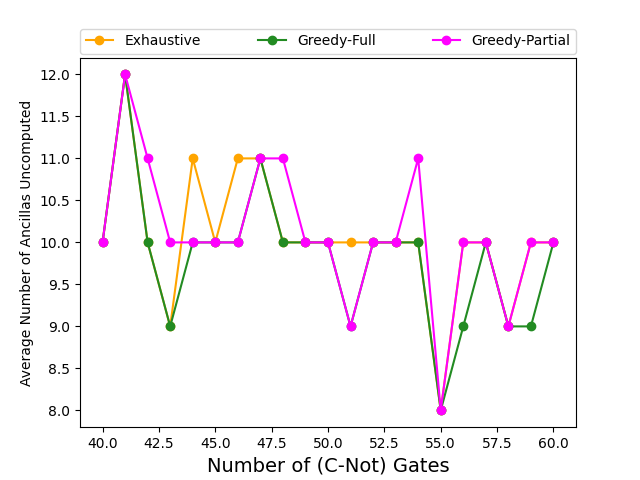 Exhaustive Greedy-Full Greedy-Partial
12.0
11.5
11.0
10.5
10.0
9.5
9.0
8.5
8.0
Average Number of Ancillas Uncomputed
40.0 42.5 45.0 47.5 50.0 52.5 55.0 57.5 60.0
Number of (C-Not) Gates